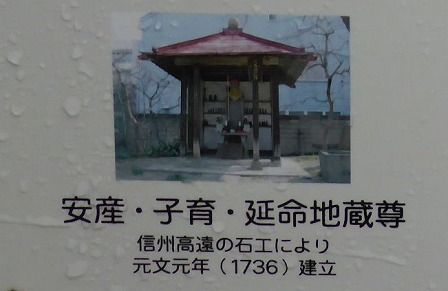 安産・子育・延命地蔵尊
信州高遠の石工により
元文元年（1736）建立